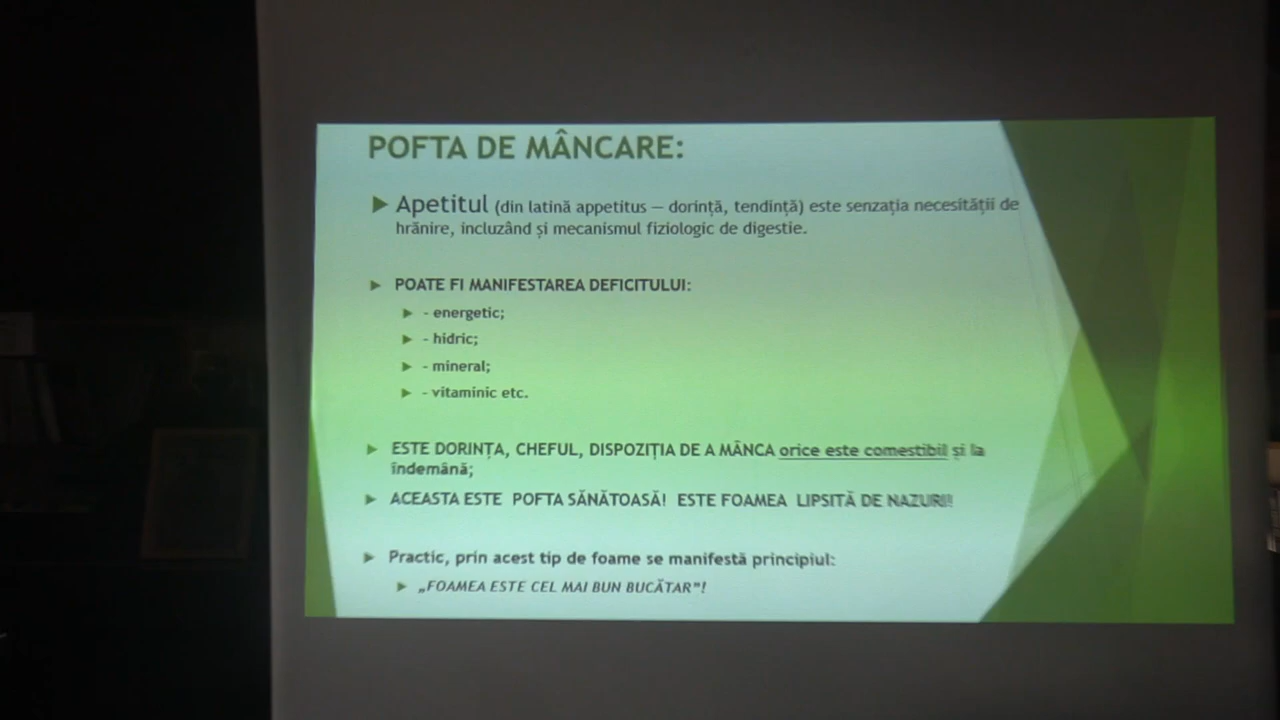 POFTA DE MÂNCARE:
Apetitul (din latină appetitus — dorință, tendință) este senzația necesității de
hrănire, incluzând și mecanismul fiziologic de digestie.
POATE FI MANIFESTAREA DEFICITULUI:
- energetic;
- hidric;
- mineral;
- vitaminic etc.
ESTE DORINȚA, CHEFUL, DISPOZIȚIA DE A MÂNCA orice este comestibil și la
îndemână;
ACEASTA ESTE POFTA SĂNĂTOASĂ! ESTE FOAMEA LIPSITĂ DE NAZURI!!
Practic, prin acest tip de foame se manifestă principiul:
„FOAMEA ESTE CEL MAI BUN BUCĂTAR”!